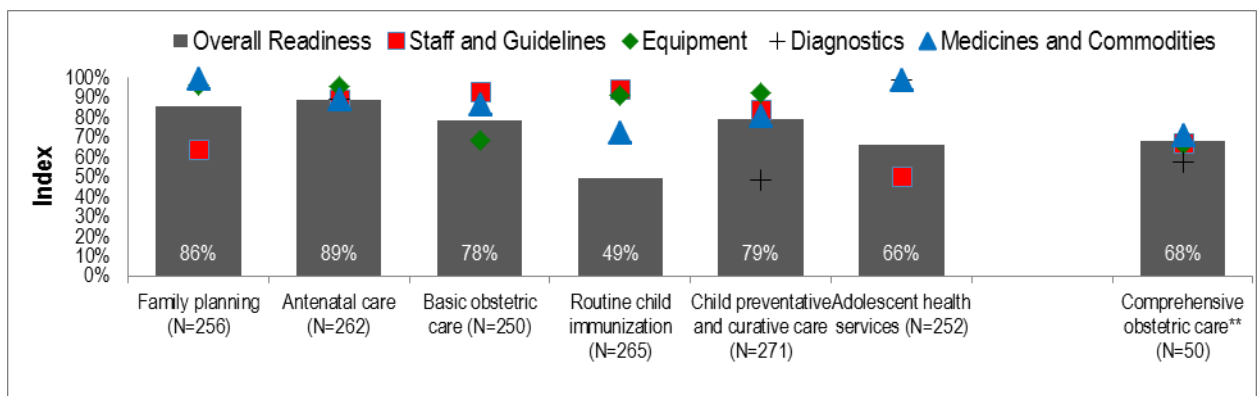 Overall Readiness Staff and Guidelines Equipment Diagnostics Medicines and Commodities
Index
100%
90%
80%
70%
60%
50%
40%
30%
20%
10%
0%
86% 89% 78% 49% 79% 66% 68%
Family planning
(N=256)
Antenatal care
(N=262)
Basic obstetric
care (N=250)
Routine child
immunization
(N=265)
Child preventative
and curative care
(N=271)
Adolescent health
services (N=252)
Comprehensive
obstetric care**
(N=50)